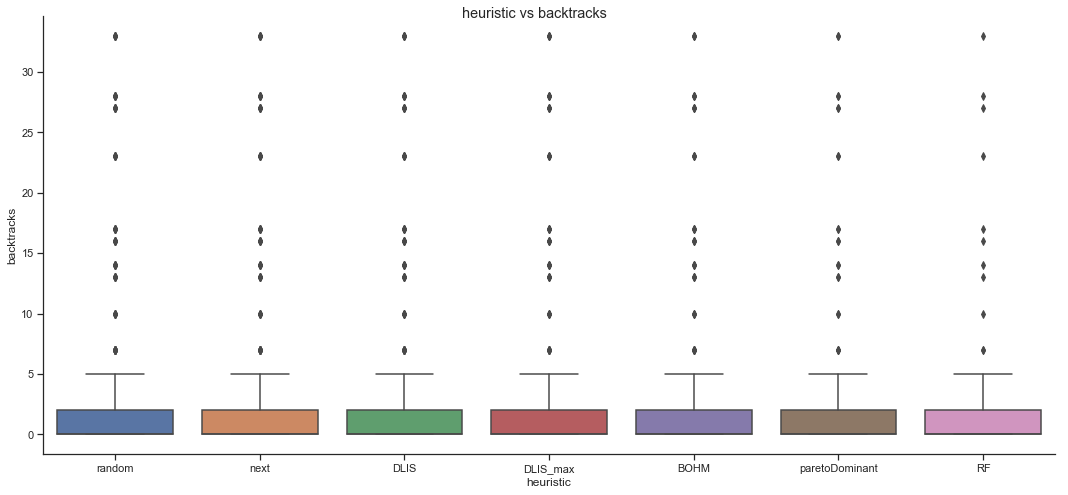 heuristic vs backtracks
backtracks
30
25
20
15
10
5
0
random next DLIS DLIS_max BOHM paretoDominant RF
heuristic